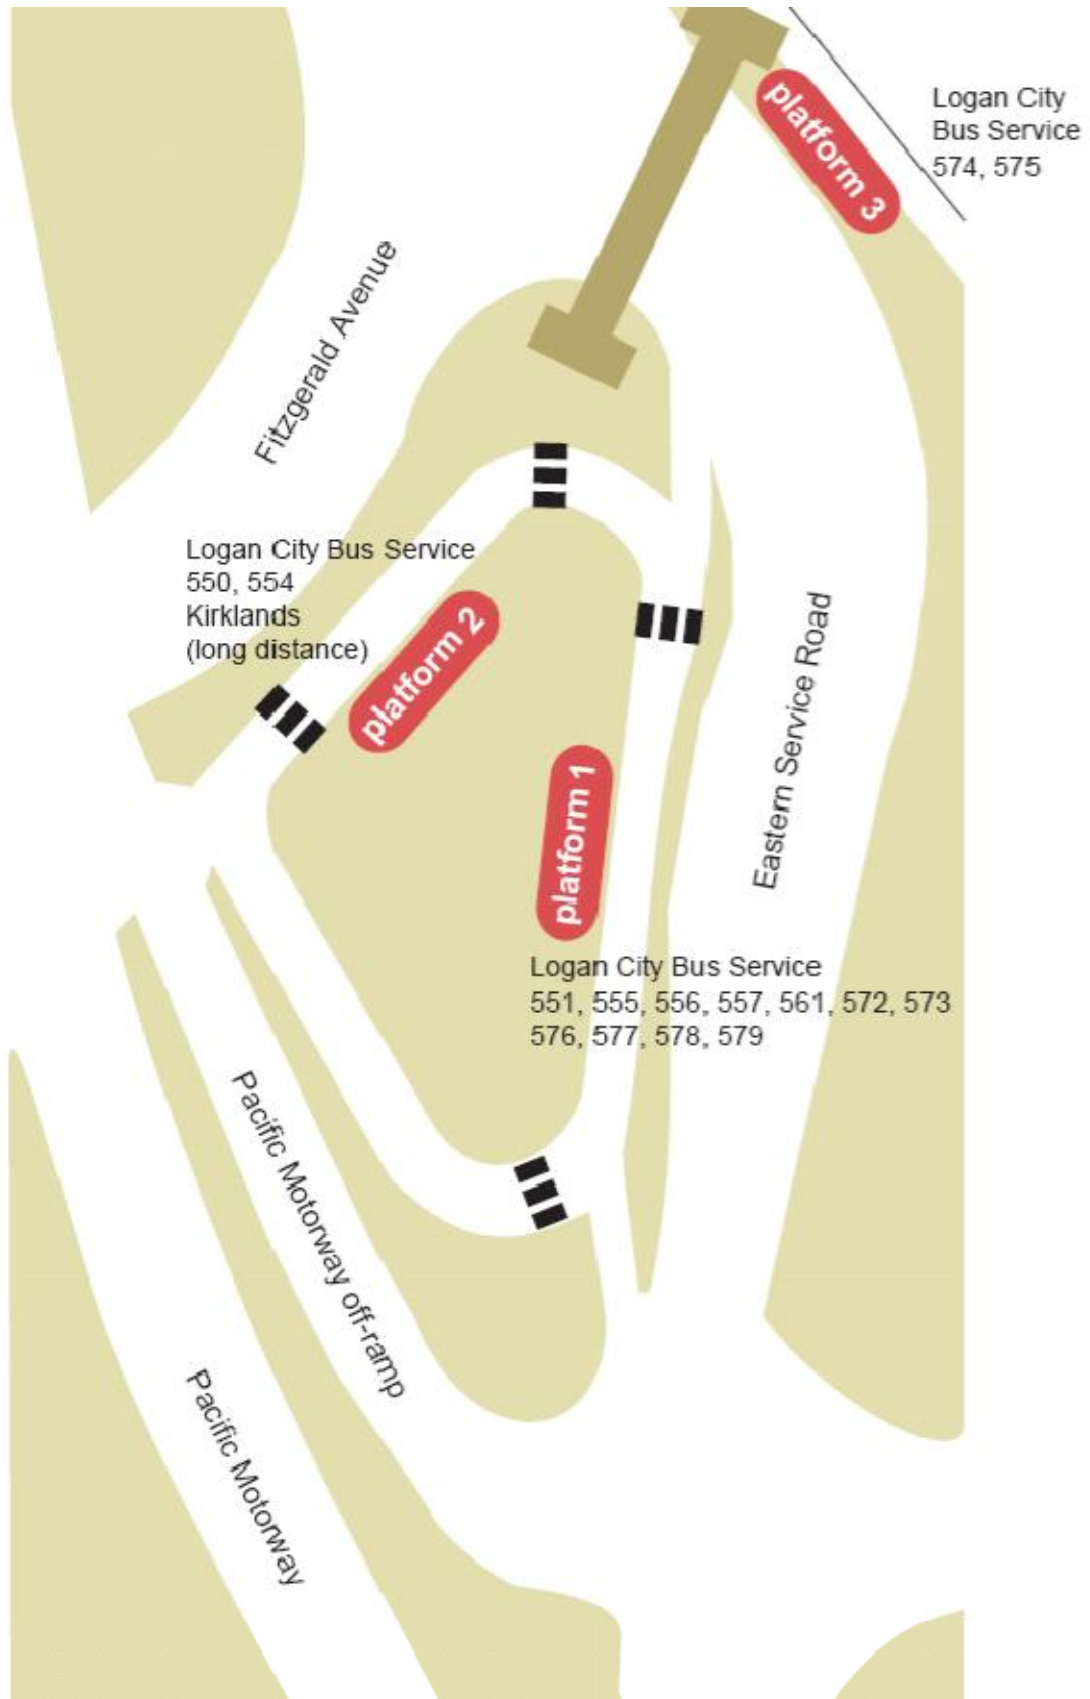 platform 3
Logan City
Bus Service
574, 575
Fitzgerald Avenue
Logan City Bus Service
550, 554
Kirklands
(long distance)
platform 2
platform 1
Eastern Service Road
Logan City Bus Service
551, 555, 556, 557, 561, 572, 573
576, 577, 578, 579
Pacific Motorway off-ramp
Pacific Motorway